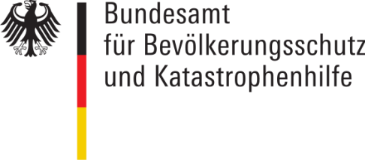 Bundesamt
für Bevölkerungsschutz
und Katastrophenhilfe